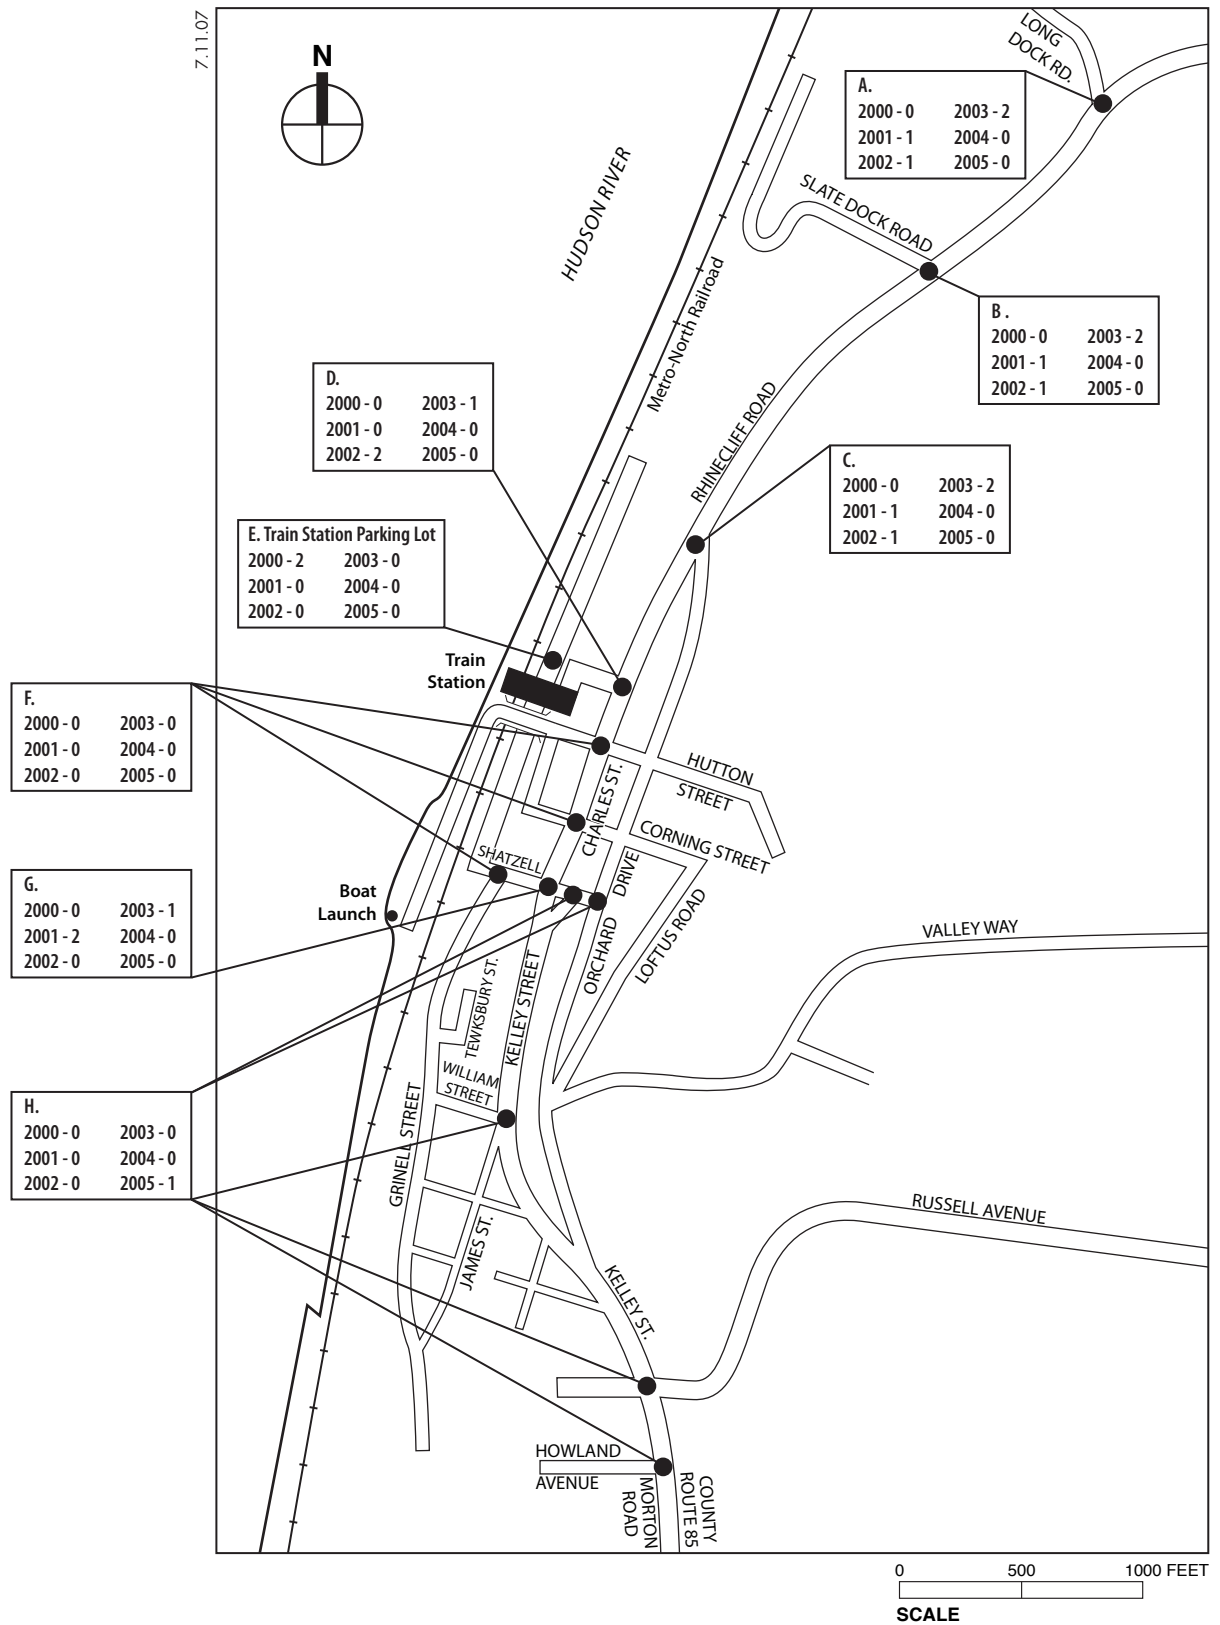 7.11.07
N
LONG
DOCK RD.
A.
2000 - 0 2003 - 2
2001 - 1 2004 - 0
2002 - 1 2005 - 0
HUDSON RIVER
SLATE DOCK ROAD
Metro-North Railroad
B .
2000 - 0 2003 - 2
2001 - 1 2004 - 0
2002 - 1 2005 - 0
D.
2000 - 0 2003 - 1
2001 - 0 2004 - 0
2002 - 2 2005 - 0
RHINECLIFF ROAD
C.
2000 - 0 2003 - 2
2001 - 1 2004 - 0
2002 - 1 2005 - 0
E. Train Station Parking Lot
2000 - 2 2003 - 0
2001 - 0 2004 - 0
2002 - 0 2005 - 0
Train
Station
F.
2000 - 0 2003 - 0
2001 - 0 2004 - 0
2002 - 0 2005 - 0
HUTTON
STREET
CHARLES ST.
CORNING STREET
SHATZELL
G.
2000 - 0 2003 - 1
2001 - 2 2004 - 0
2002 - 0 2005 - 0
Boat
Launch
ORCHARD
DRIVE
LOFTUS ROAD
VALLEY WAY
TEWKSBURY ST.
KELLEY STREET
WILLIAM
STREET
H.
2000 - 0 2003 - 0
2001 - 0 2004 - 0
2002 - 0 2005 - 1
GRINELL STREET
JAMES ST.
RUSSELL AVENUE
KELLEY ST.
HOWLAND
AVENUE
MORTON
ROAD
COUNTY
ROUTE 85
0 500 1000 FEET
SCALE